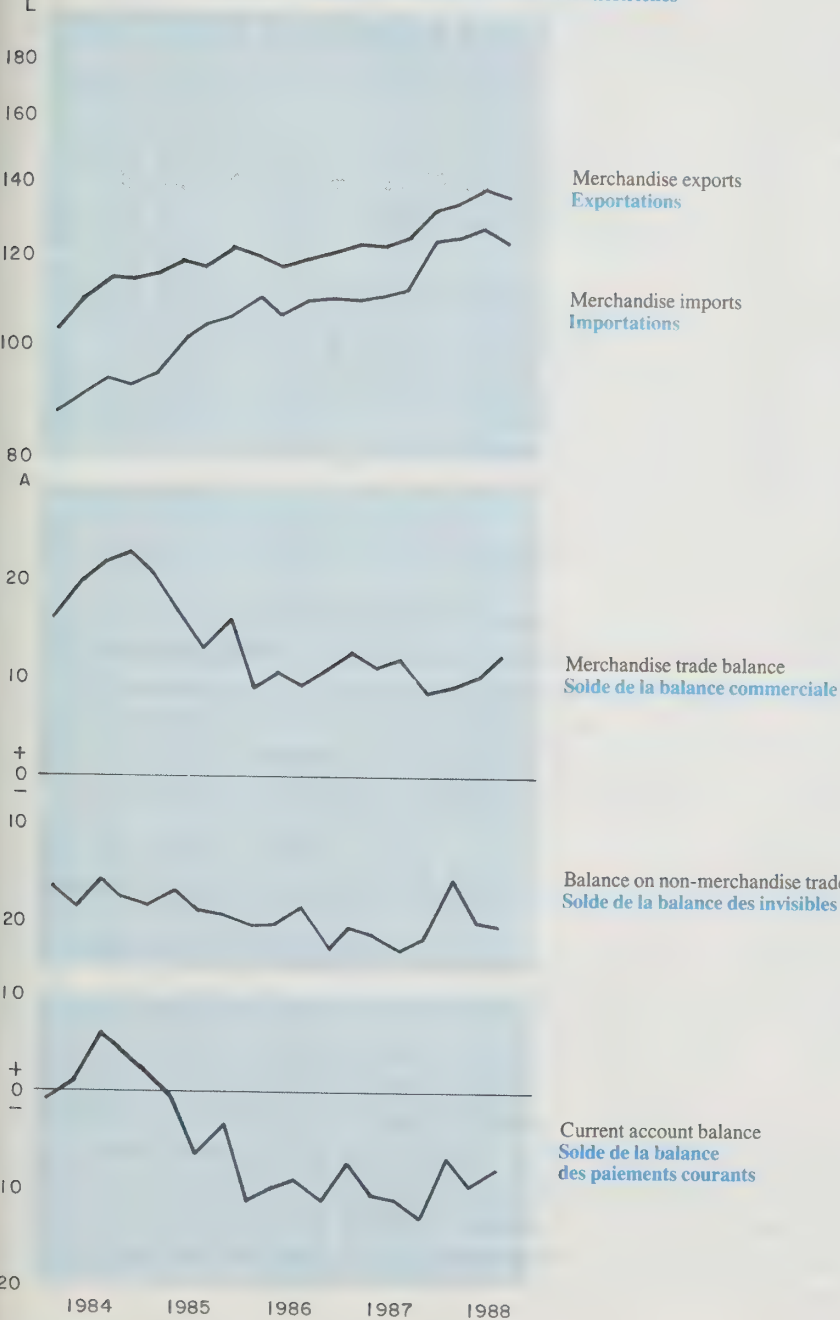 L
180
160
140
120
100
80
Merchandise exports
Exportations
Merchandise imports
Importations
A
20
10
+
0
−
10
20
Merchandise trade balance
Solde de la balance commerciale
Balance on non-merchandise trade
Solde de la balance des invisibles
10
+
0
−
10
20
Current account balance
Solde de la balance
des paiements courants
1984 1985 1986 1987 1988